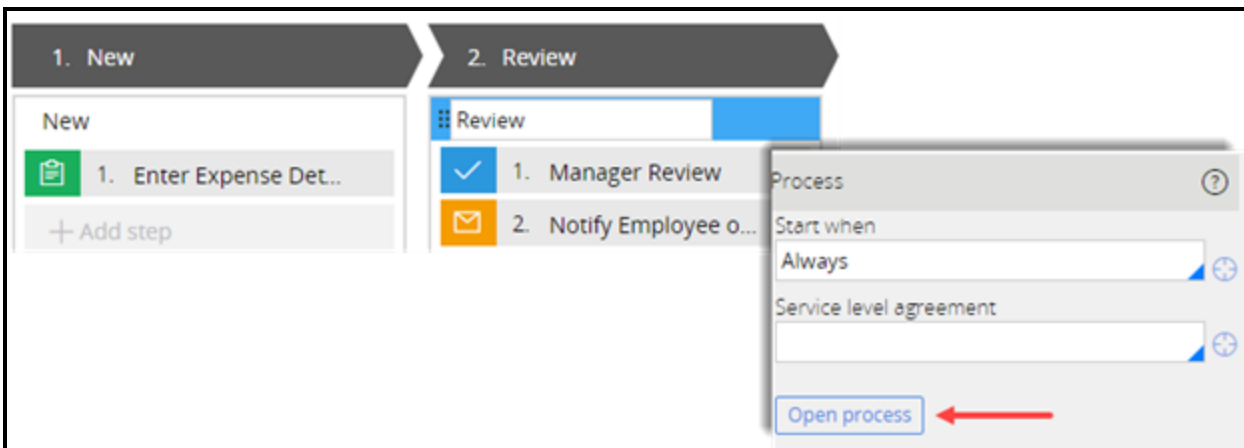 1. New
2. Review
New
1. Enter Expense Det...
+ Add step
Review
1. Manager Review
2. Notify Employee o...
Process
?
Start when
Always
Service level agreement
Open process